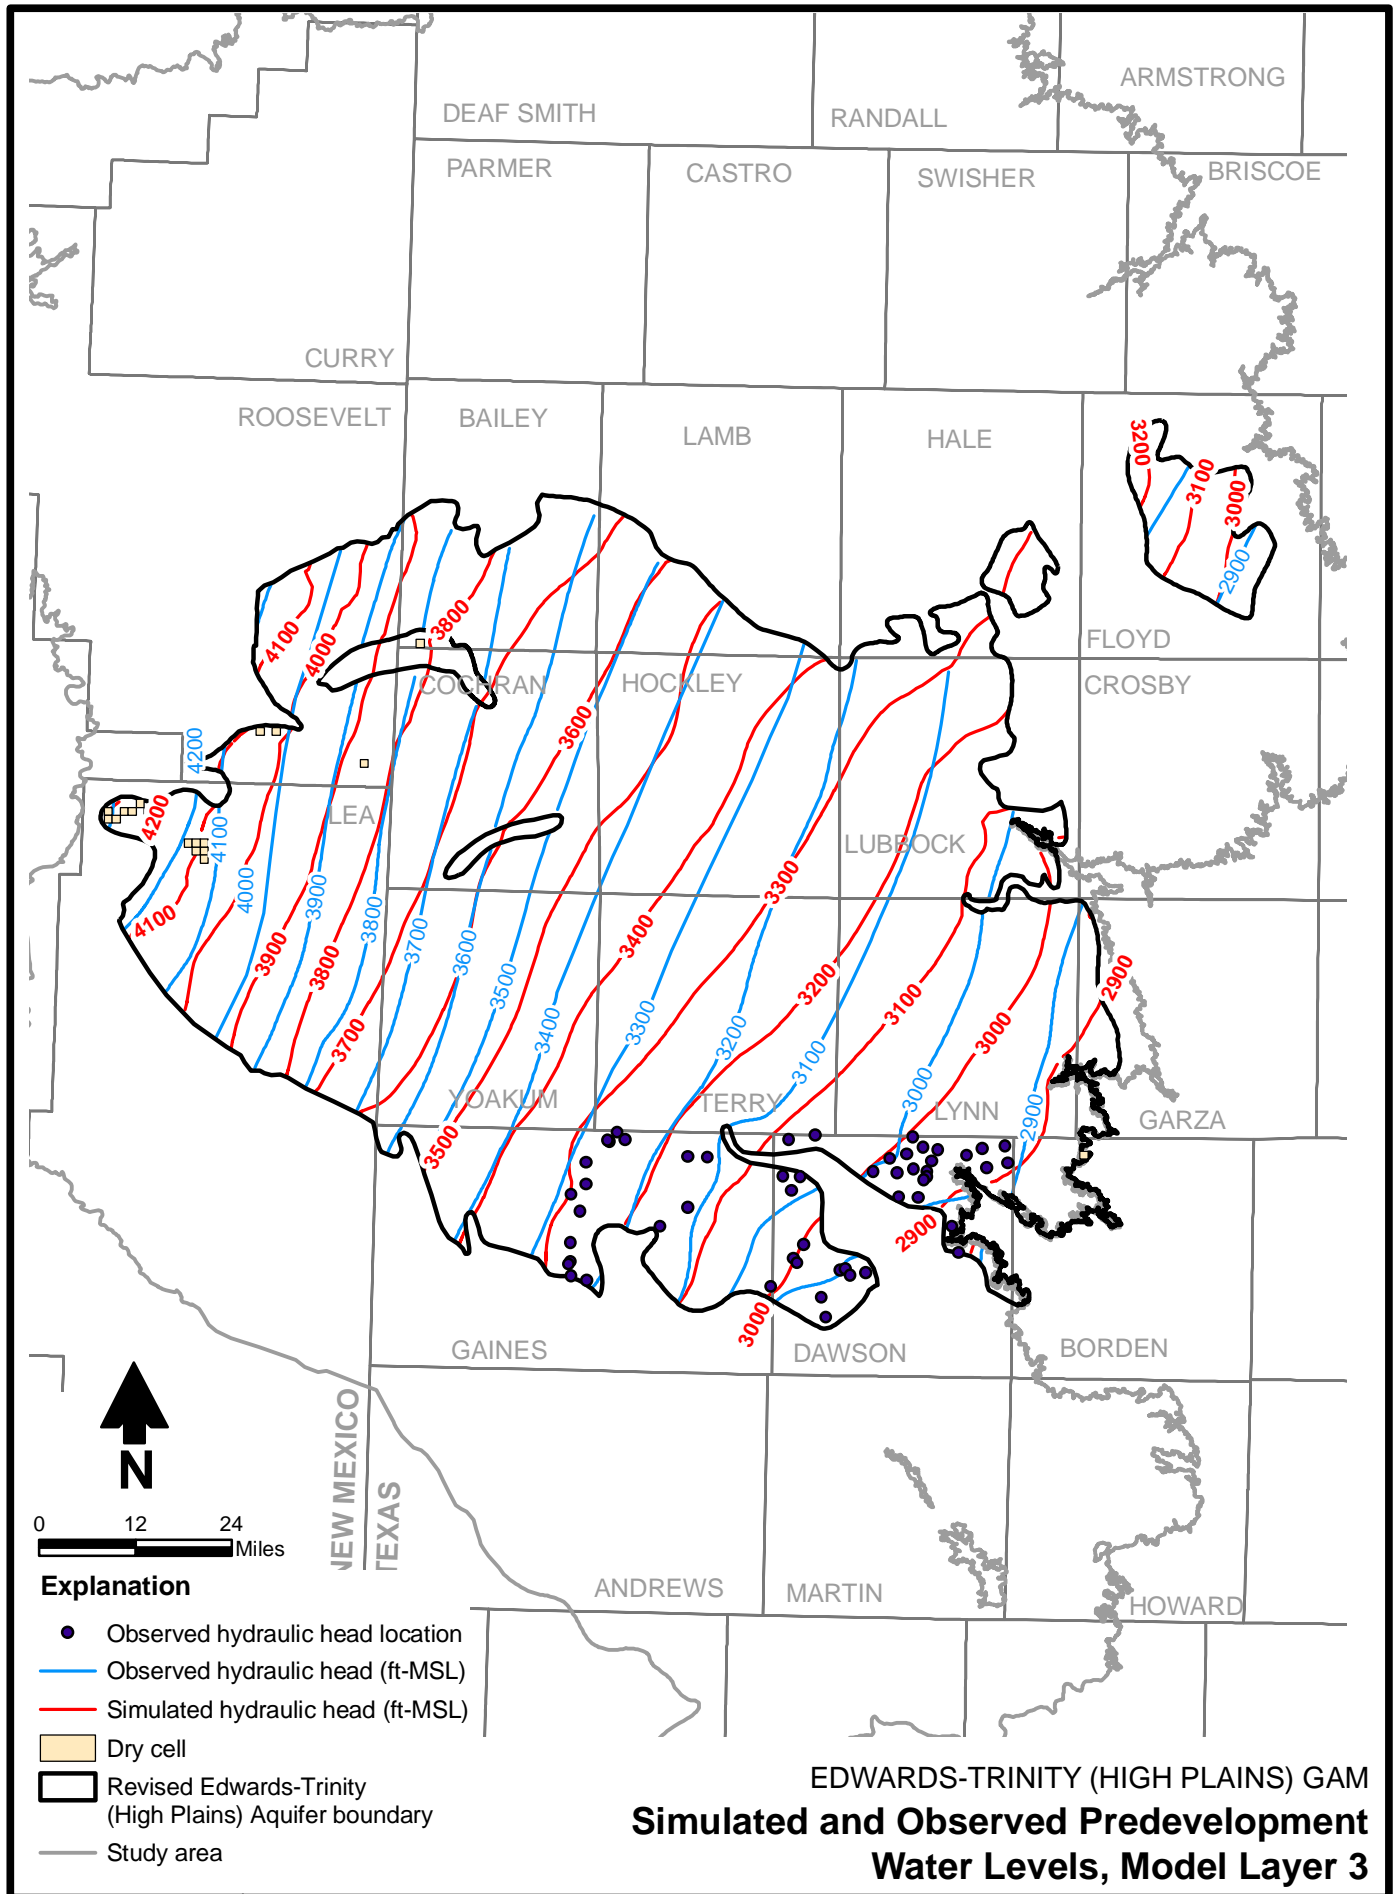 ARMSTRONG
DEAF SMITH
RANDALL
PARMER
CASTRO
SWISHER
BRISCOE
CURRY
ROOSEVELT
BAILEY
LAMB
HALE
3200
3100
3000
2900
FLOYD
4100
4000
3800
COCHRAN
HOCKLEY
CROSBY
3600
4200
4200
4100
LEA
LUBBOCK
4000
3900
3800
3300
4100
3900
3800
3700
3600
3500
3400
3200
3100
2900
3700
3400
3300
3200
3100
3000
3000
2900
YOAKUM
TERRY
LYNN
GARZA
3500
2900
3000
GAINES
DAWSON
BORDEN
NEW MEXICO
TEXAS
N
0 12 24
Miles
ANDREWS
MARTIN
HOWARD
Explanation
Observed hydraulic head location
Observed hydraulic head (ft-MSL)
Simulated hydraulic head (ft-MSL)
Dry cell
Revised Edwards-Trinity
(High Plains) Aquifer boundary
Study area
EDWARDS-TRINITY (HIGH PLAINS) GAM
Simulated and Observed Predevelopment
Water Levels, Model Layer 3